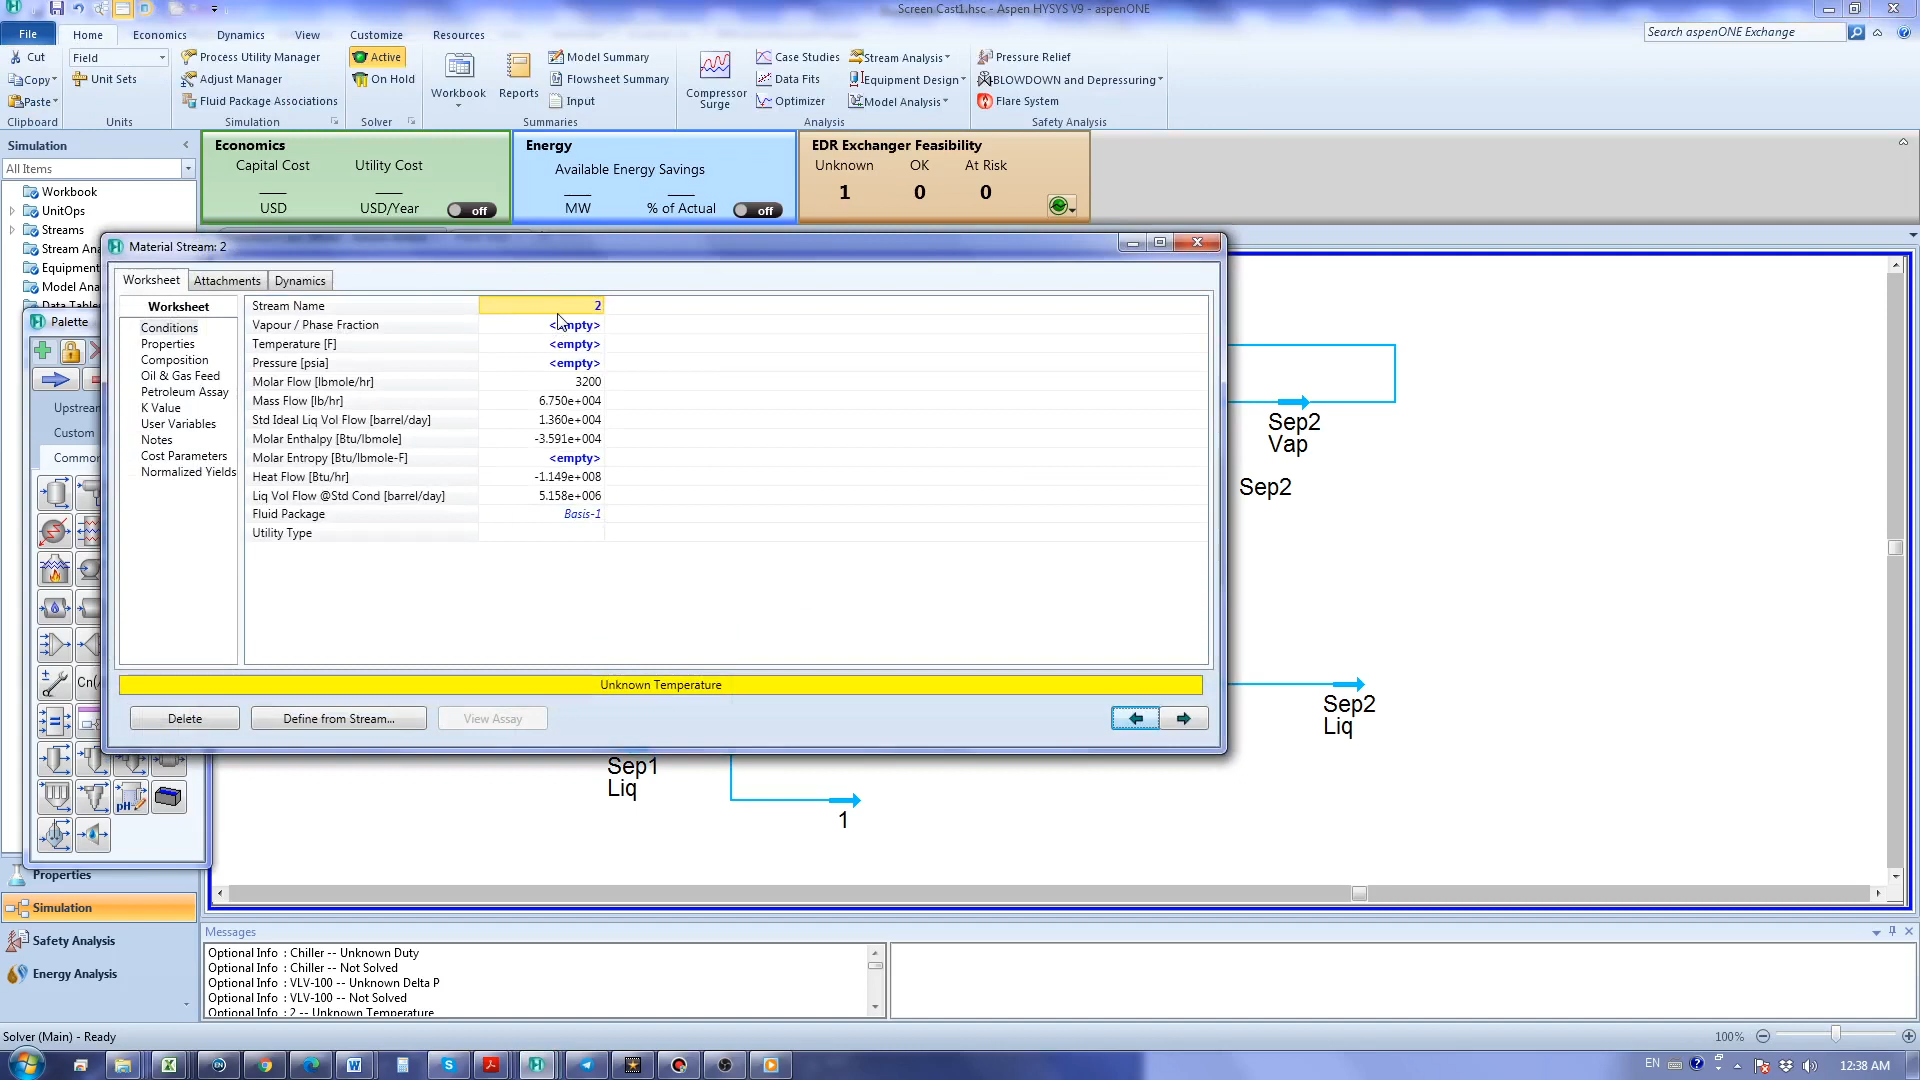 Screen Cast1.hsc - Aspen HYSYS V9 - aspenONE
File Home Economics Dynamics View Customize Resources
Search aspenONE Exchange
Cut
Copy
Paste
Clipboard
Field
Unit Sets
Units
Process Utility Manager
Adjust Manager
Fluid Package Associations
Simulation
Active
On Hold
Solver
Workbook
Reports
Model Summary
Flowsheet Summary
Input
Summaries
Compressor
Surge
Case Studies
Data Fits
Optimizer
Stream Analysis
Equipment Design
Model Analysis
Analysis
Pressure Relief
BLOWDOWN and Depressuring
Flare System
Safety Analysis
Simulation
All Items
Workbook
UnitOps
Streams
Stream Ana
Equipment
Model Ana
Data Table
Economics
Capital Cost Utility Cost
USD USD/Year off
Energy
Available Energy Savings
MW % of Actual off
EDR Exchanger Feasibility
Unknown OK At Risk
1 0 0
Material Stream: 2
Worksheet Attachments Dynamics
Worksheet
Conditions
Properties
Composition
Oil & Gas Feed
Petroleum Assay
K Value
User Variables
Notes
Cost Parameters
Normalized Yields
Stream Name 2
Vapour / Phase Fraction <empty>
Temperature [F] <empty>
Pressure [psia] <empty>
Molar Flow [lbmole/hr] 3200
Mass Flow [lb/hr] 6.750e+004
Std Ideal Liq Vol Flow [barrel/day] 1.360e+004
Molar Enthalpy [Btu/lbmole] -3.591e+004
Molar Entropy [Btu/lbmole-F] <empty>
Heat Flow [Btu/hr] -1.149e+008
Liq Vol Flow @Std Cond [barrel/day] 5.158e+006
Fluid Package Basis-1
Utility Type
Unknown Temperature
Delete Define from Stream... View Assay
Palette
Upstream
Custom
Common
Cn(
pH
Sep2
Vap
Sep2
Sep2
Liq
Sep1
Liq
1
Properties
Simulation
Safety Analysis
Energy Analysis
Messages
Optional Info : Chiller -- Unknown Duty
Optional Info : Chiller -- Not Solved
Optional Info : VLV-100 -- Unknown Delta P
Optional Info : VLV-100 -- Not Solved
Optional Info : 2 -- Unknown Temperature
Solver (Main) - Ready
100%
EN
12:38 AM